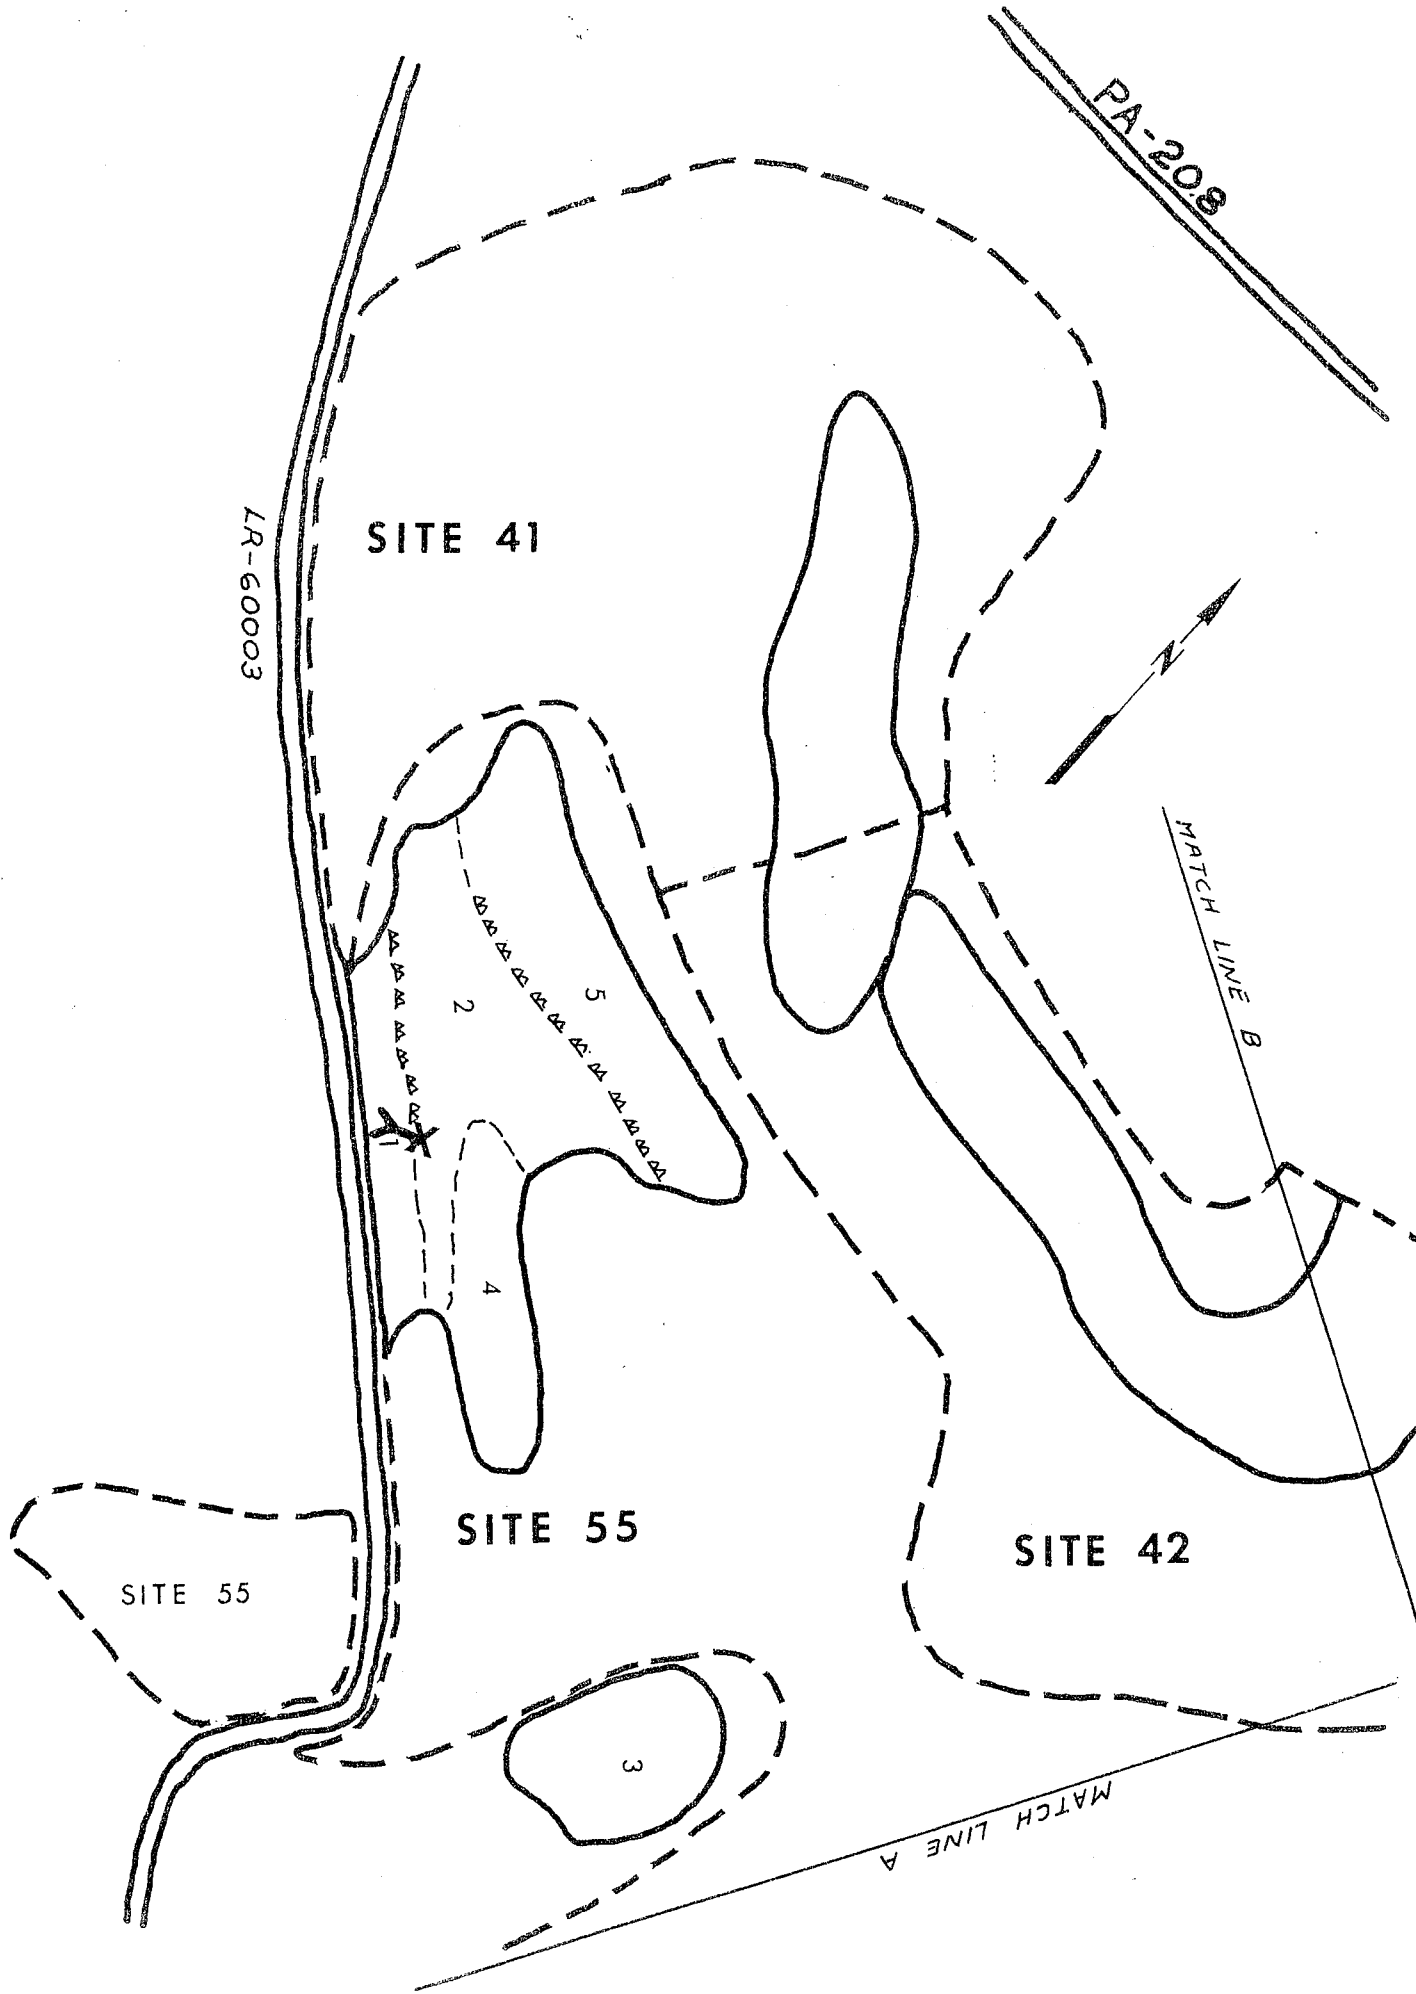 PA-208
SITE 41
LR-60003
N
MATCH LINE B
2
5
1
4
SITE 55
SITE 42
SITE 55
3
MATCH LINE A